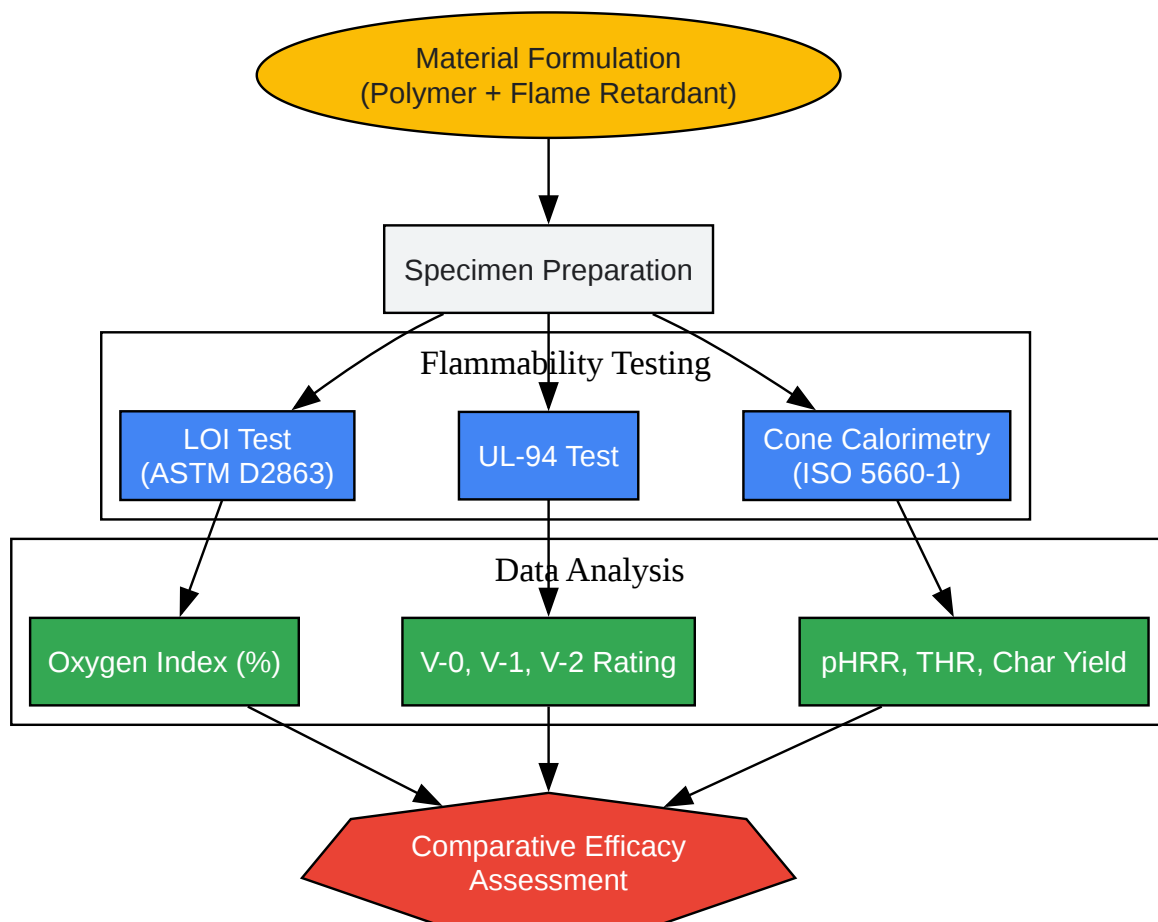 Material Formulation
(Polymer + Flame Retardant)
Specimen Preparation
Flammability Testing
LOI Test
(ASTM D2863)
UL-94 Test
Cone Calorimetry
(ISO 5660-1)
Data Analysis
Oxygen Index (%)
V-0, V-1, V-2 Rating
pHRR, THR, Char Yield
Comparative Efficacy
Assessment